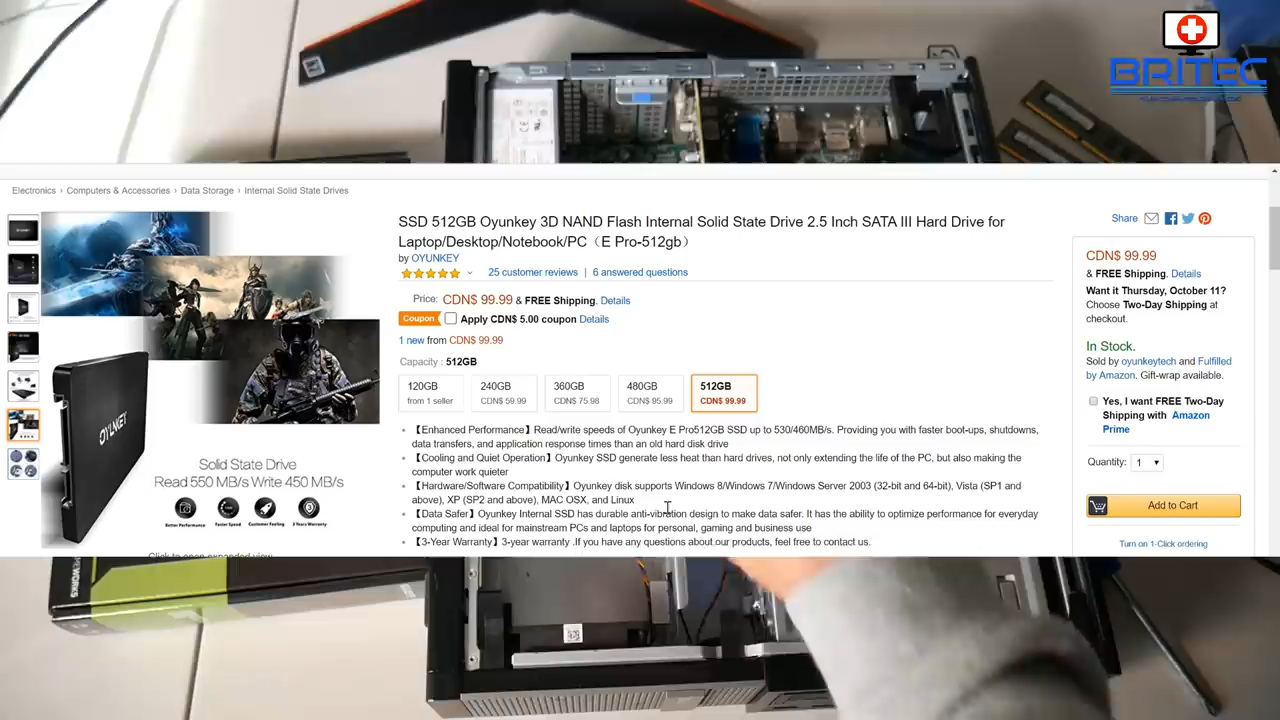 BRITEC
Electronics › Computers & Accessories › Data Storage › Internal Solid State Drives
SSD 512GB Oyunkey 3D NAND Flash Internal Solid State Drive 2.5 Inch SATA III Hard Drive for
Laptop/Desktop/Notebook/PC（E Pro-512gb）
by OYUNKEY
25 customer reviews | 6 answered questions
Price: CDN$ 99.99 & FREE Shipping. Details
Coupon Apply CDN$ 5.00 coupon Details
1 new from CDN$ 99.99
Capacity : 512GB
120GB 240GB 360GB 480GB 512GB
from 1 seller CDN$ 59.99 CDN$ 75.98 CDN$ 95.99 CDN$ 99.99
• 【Enhanced Performance】Read/write speeds of Oyunkey E Pro512GB SSD up to 530/460MB/s. Providing you with faster boot-ups, shutdowns,
data transfers, and application response times than an old hard disk drive
• 【Cooling and Quiet Operation】Oyunkey SSD generate less heat than hard drives, not only extending the life of the PC, but also making the
computer work quieter
• 【Hardware/Software Compatibility】Oyunkey disk supports Windows 8/Windows 7/Windows Server 2003 (32-bit and 64-bit), Vista (SP1 and
above), XP (SP2 and above), MAC OSX, and Linux
• 【Data Safer】Oyunkey Internal SSD has durable anti-vibration design to make data safer. It has the ability to optimize performance for everyday
computing and ideal for mainstream PCs and laptops for personal, gaming and business use
• 【3-Year Warranty】3-year warranty .If you have any questions about our products, feel free to contact us.
OYUNKEY
Solid State Drive
Read 550 MB/s Write 450 MB/s
Better Performance Faster Speed Customer Feeling 3 Years Warranty
Click to open expanded view
Share
CDN$ 99.99
& FREE Shipping. Details
Want it Thursday, October 11?
Choose Two-Day Shipping at
checkout.
In Stock.
Sold by oyunkeytech and Fulfilled
by Amazon. Gift-wrap available.
Yes, I want FREE Two-Day
Shipping with Amazon
Prime
Quantity: 1
Add to Cart
Turn on 1-Click ordering